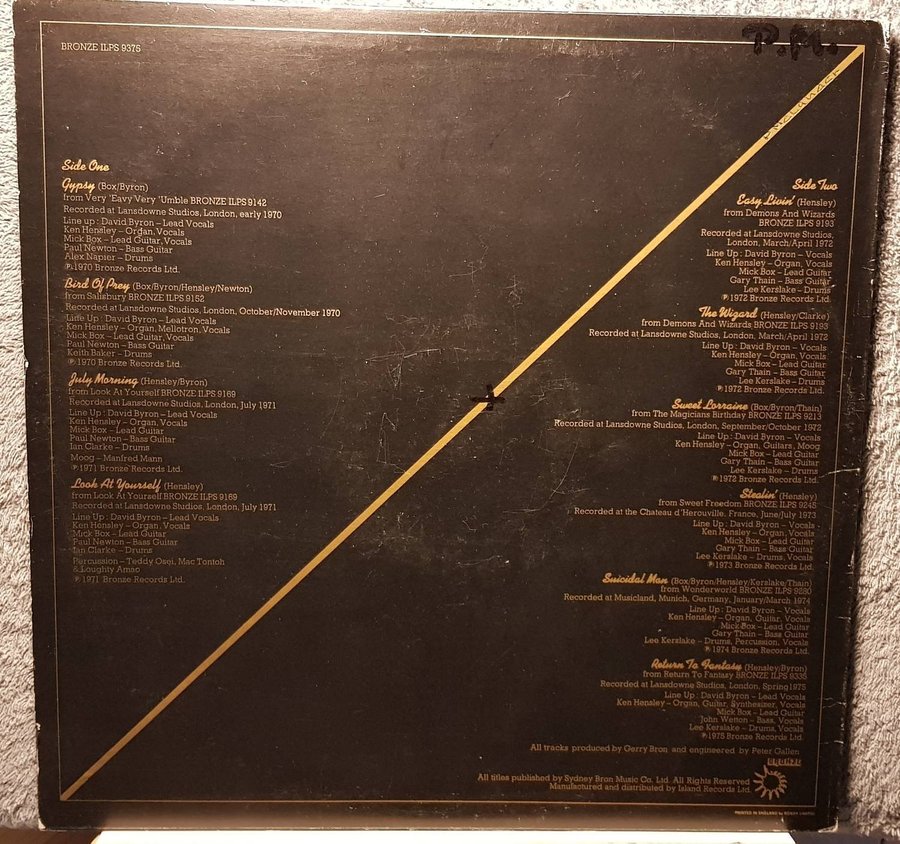 BRONZE ILPS 9376
P.M.
Side One
Gypsy (Box/Byron)
from Very 'Eavy Very 'Umble BRONZE ILPS 9142
Recorded at Lansdowne Studios, London, early 1970
Line up: David Byron – Lead Vocals
Ken Hensley – Organ, Vocals
Mick Box – Lead Guitar, Vocals
Paul Newton – Bass Guitar
Alex Napier – Drums
℗ 1970 Bronze Records Ltd.
Bird Of Prey (Box/Byron/Hensley/Newton)
from Salisbury BRONZE ILPS 9152
Recorded at Lansdowne Studios, London, October/November 1970
Line Up: David Byron – Lead Vocals
Ken Hensley – Organ, Mellotron, Vocals
Mick Box – Lead Guitar, Vocals
Paul Newton – Bass Guitar
Keith Baker – Drums
℗ 1970 Bronze Records Ltd.
July Morning (Hensley/Byron)
from Look At Yourself BRONZE ILPS 9169
Recorded at Lansdowne Studios, London, July 1971
Line Up: David Byron – Lead Vocals
Ken Hensley – Organ, Vocals
Mick Box – Lead Guitar
Paul Newton – Bass Guitar
Ian Clarke – Drums
Moog – Manfred Mann
℗ 1971 Bronze Records Ltd.
Look At Yourself (Hensley)
from Look At Yourself BRONZE ILPS 9169
Recorded at Lansdowne Studios, London, July 1971
Line Up: David Byron – Lead Vocals
Ken Hensley – Organ, Vocals
Mick Box – Lead Guitar
Paul Newton – Bass Guitar
Ian Clarke – Drums
Percussion – Teddy Osei, Mac Tontoh
& Loughty Amao
℗ 1971 Bronze Records Ltd.
Side Two
Easy Livin' (Hensley)
from Demons And Wizards
BRONZE ILPS 9193
Recorded at Lansdowne Studios,
London, March/April 1972
Line Up: David Byron – Vocals
Ken Hensley – Organ, Vocals
Mick Box – Lead Guitar
Gary Thain – Bass Guitar
Lee Kerslake – Drums
℗ 1972 Bronze Records Ltd.
The Wizard (Hensley/Clarke)
from Demons And Wizards BRONZE ILPS 9193
Recorded at Lansdowne Studios, London, March/April 1972
Line Up: David Byron – Vocals
Ken Hensley – Organ, Vocals
Mick Box – Lead Guitar
Gary Thain – Bass Guitar
Lee Kerslake – Drums
℗ 1972 Bronze Records Ltd.
Sweet Lorraine (Box/Byron/Thain)
from The Magicians Birthday BRONZE ILPS 9213
Recorded at Lansdowne Studios, London, September/October 1972
Line Up: David Byron – Vocals
Ken Hensley – Organ, Guitars, Moog
Mick Box – Lead Guitar
Gary Thain – Bass Guitar
Lee Kerslake – Drums
℗ 1972 Bronze Records Ltd.
Stealin' (Hensley)
from Sweet Freedom BRONZE ILPS 9245
Recorded at the Chateau d'Herouville, France, June/July 1973
Line Up: David Byron – Vocals
Ken Hensley – Organ, Vocals
Mick Box – Lead Guitar
Gary Thain – Bass Guitar
Lee Kerslake – Drums, Vocals
℗ 1973 Bronze Records Ltd.
Suicidal Man (Box/Byron/Hensley/Kerslake/Thain)
from Wonderworld BRONZE ILPS 9280
Recorded at Musicland, Munich, Germany, January/March 1974
Line Up: David Byron – Vocals
Ken Hensley – Organ, Guitar, Vocals
Mick Box – Lead Guitar
Gary Thain – Bass Guitar
Lee Kerslake – Drums, Percussion, Vocals
℗ 1974 Bronze Records Ltd.
Return To Fantasy (Hensley/Byron)
from Return To Fantasy BRONZE ILPS 9335
Recorded at Lansdowne Studios, London, Spring 1975
Line Up: David Byron – Vocals
Ken Hensley – Organ, Guitar, Synthesizer, Vocals
Mick Box – Lead Guitar
John Wetton – Bass, Vocals
Lee Kerslake – Drums, Vocals
℗ 1975 Bronze Records Ltd.
All tracks produced by Gerry Bron and engineered by Peter Gallen
BRONZE
All titles published by Sydney Bron Music Co. Ltd. All Rights Reserved
Manufactured and distributed by Island Records Ltd.
PRINTED IN ENGLAND by